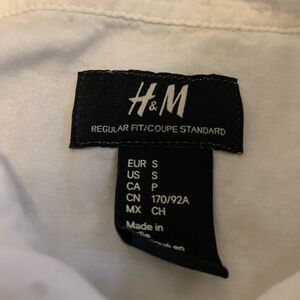 H&M
REGULAR FIT/COUPE STANDARD
EUR S
US S
CA P
CN 170/92A
MX CH
Made in